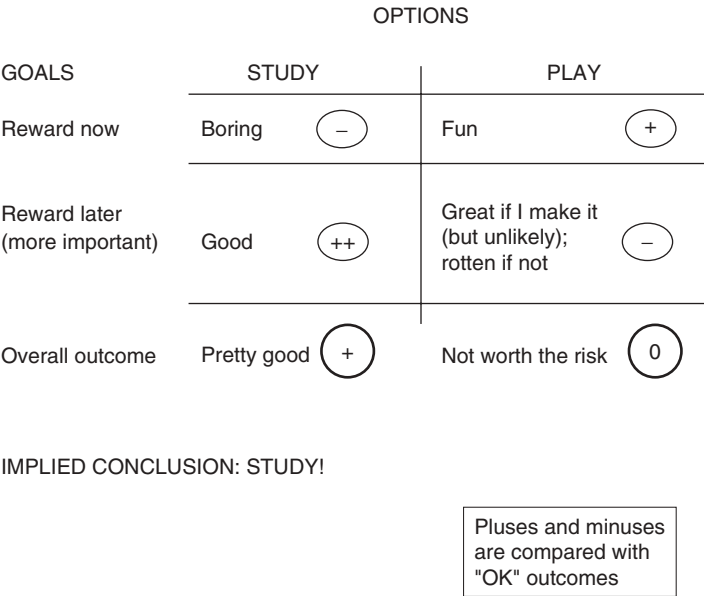 OPTIONS
GOALS STUDY PLAY
Reward now Boring – Fun +
Reward later
(more important) Good ++ Great if I make it
(but unlikely);
rotten if not –
Overall outcome Pretty good + Not worth the risk 0
IMPLIED CONCLUSION: STUDY!
Pluses and minuses
are compared with
"OK" outcomes